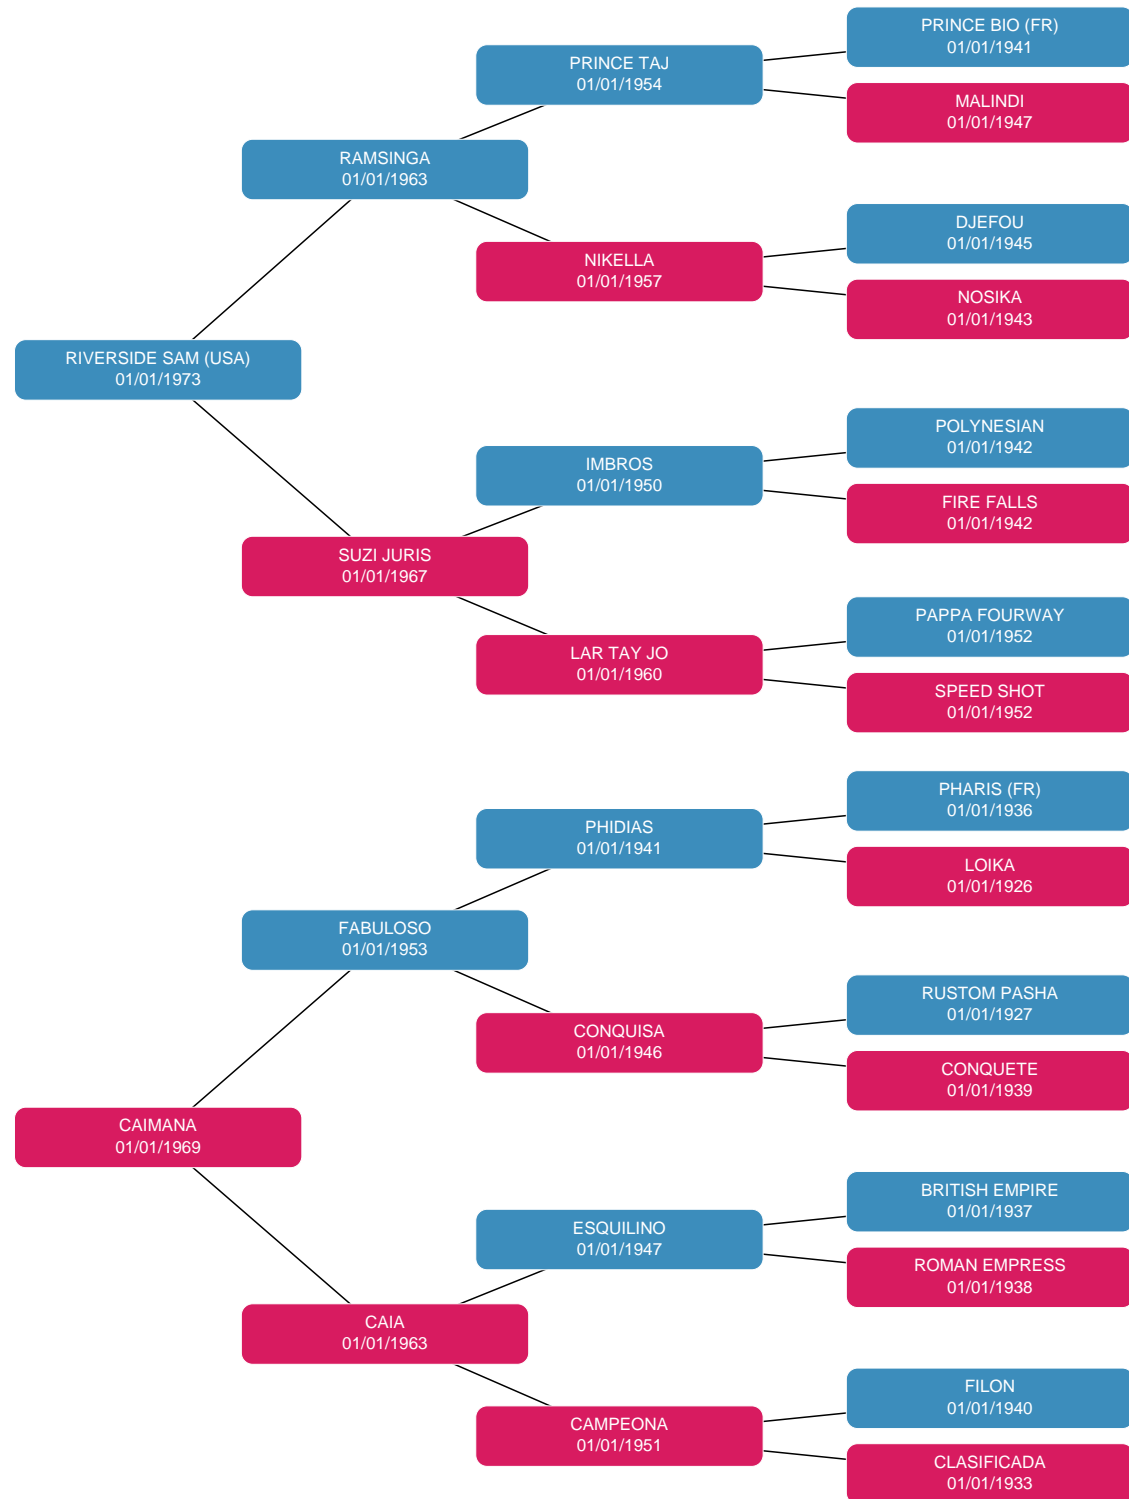 PRINCE BIO (FR)
01/01/1941
PRINCE TAJ
01/01/1954
MALINDI
01/01/1947
RAMSINGA
01/01/1963
DJEFOU
01/01/1945
NIKELLA
01/01/1957
NOSIKA
01/01/1943
RIVERSIDE SAM (USA)
01/01/1973
POLYNESIAN
01/01/1942
IMBROS
01/01/1950
FIRE FALLS
01/01/1942
SUZI JURIS
01/01/1967
PAPPA FOURWAY
01/01/1952
LAR TAY JO
01/01/1960
SPEED SHOT
01/01/1952
PHARIS (FR)
01/01/1936
PHIDIAS
01/01/1941
LOIKA
01/01/1926
FABULOSO
01/01/1953
RUSTOM PASHA
01/01/1927
CONQUISA
01/01/1946
CONQUETE
01/01/1939
CAIMANA
01/01/1969
BRITISH EMPIRE
01/01/1937
ESQUILINO
01/01/1947
ROMAN EMPRESS
01/01/1938
CAIA
01/01/1963
FILON
01/01/1940
CAMPEONA
01/01/1951
CLASIFICADA
01/01/1933